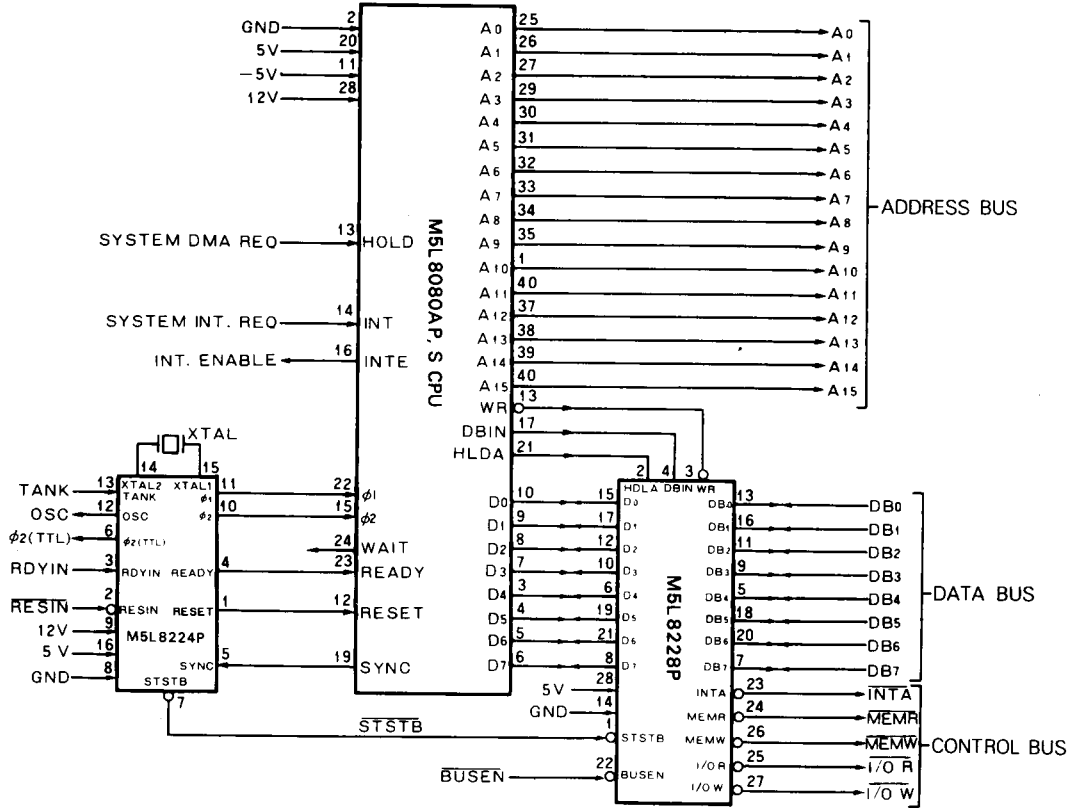 GND 2
5V 20
−5V 11
12V 28
SYSTEM DMA REQ 13 HOLD
SYSTEM INT. REQ 14 INT
INT. ENABLE 16 INTE
M5L8080AP, S CPU
A0 25 A0
A1 26 A1
A2 27 A2
A3 29 A3
A4 30 A4
A5 31 A5
A6 32 A6
A7 33 A7
A8 34 A8
A9 35 A9
A10 1 A10
A11 40 A11
A12 37 A12
A13 38 A13
A14 39 A14
A15 40 A15
ADDRESS BUS
WR 13
DBIN 17
HLDA 21
XTAL
14 15
XTAL2 XTAL1
TANK 13 TANK
φ1 11 22 φ1
OSC 12 OSC
φ2 10 15 φ2
φ2(TTL) 6 φ2(TTL)
24 WAIT
RDYIN 3 RDYIN
READY 4 23 READY
RESIN 2 RESIN
RESET 1 12 RESET
12V 9
M5L8224P
5V 16
GND 8
SYNC 5 19 SYNC
STSTB
7
2 4 3
HLDA DBIN WR
D0 10 15 D0
D1 9 17 D1
D2 8 12 D2
D3 7 10 D3
D4 3 6 D4
D5 4 19 D5
D6 5 21 D6
D7 6 8 D7
M5L8228P
DB0 13 DB0
DB1 16 DB1
DB2 11 DB2
DB3 9 DB3
DB4 5 DB4
DB5 18 DB5
DB6 20 DB6
DB7 7 DB7
DATA BUS
5V 28
GND 14
STSTB 1 STSTB
BUSEN 22 BUSEN
INTA 23 INTA
MEMR 24 MEMR
MEMW 26 MEMW
I/O R 25 I/O R
I/O W 27 I/O W
CONTROL BUS